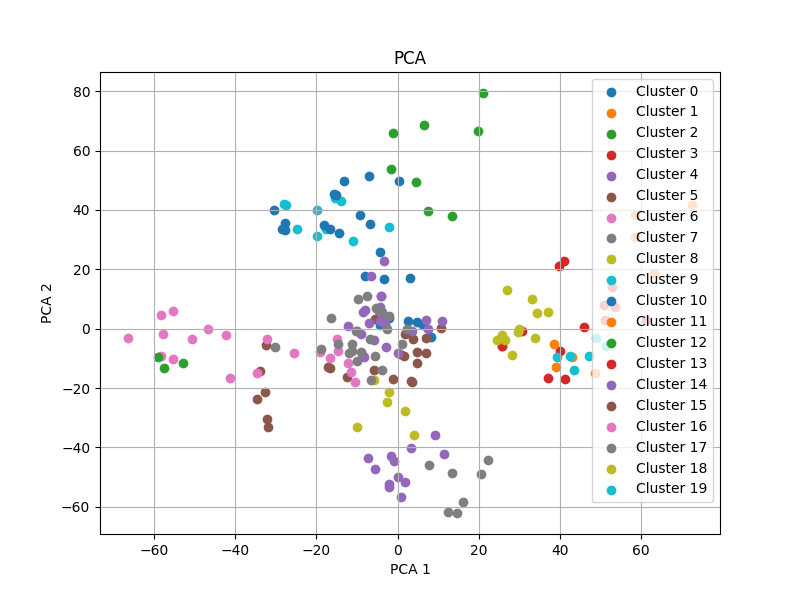 PCA
80
60
40
20
0
−20
−40
−60
PCA 2
−60
−40
−20
0
20
40
60
PCA 1
Cluster 0
Cluster 1
Cluster 2
Cluster 3
Cluster 4
Cluster 5
Cluster 6
Cluster 7
Cluster 8
Cluster 9
Cluster 10
Cluster 11
Cluster 12
Cluster 13
Cluster 14
Cluster 15
Cluster 16
Cluster 17
Cluster 18
Cluster 19